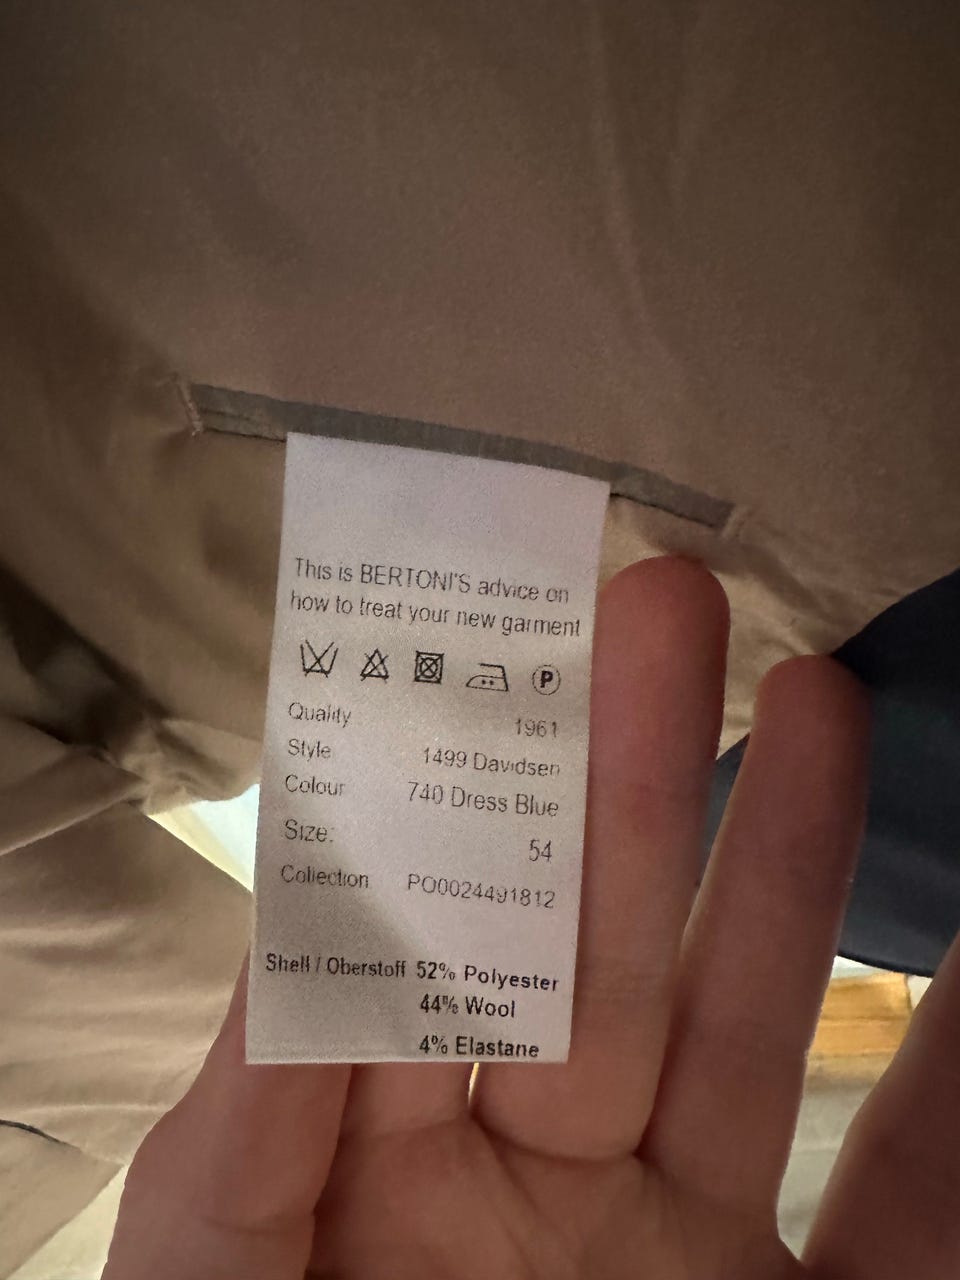 This is BERTONI'S advice on
how to treat your new garment
P
Quality 1961
Style 1499 Davidsen
Colour 740 Dress Blue
Size: 54
Collection PO0024491812
Shell / Oberstoff 52% Polyester
44% Wool
4% Elastane